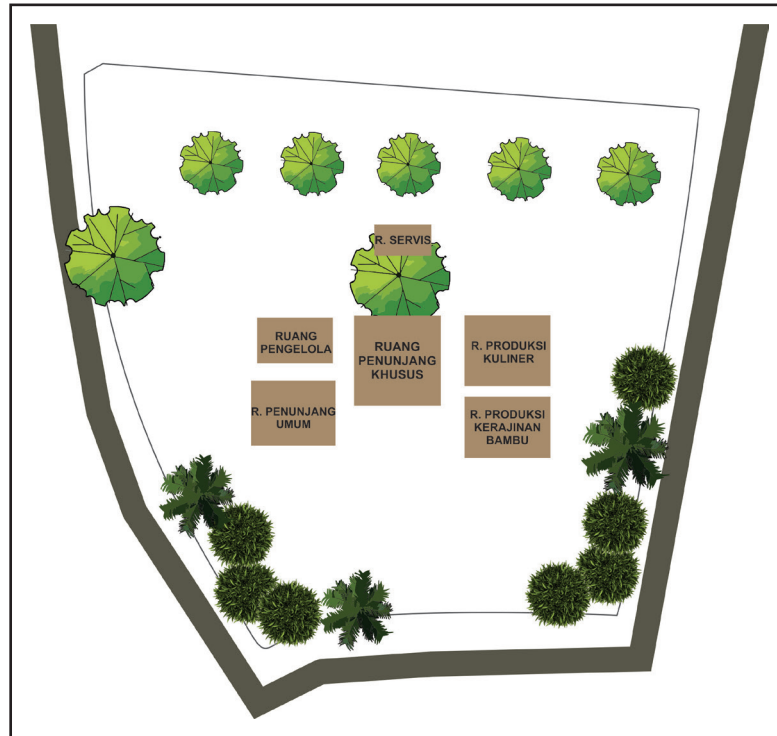 R. SERVIS
RUANG
PENGELOLA
RUANG
PENUNJANG
KHUSUS
R. PRODUKSI
KULINER
R. PENUNJANG
UMUM
R. PRODUKSI
KERAJINAN
BAMBU